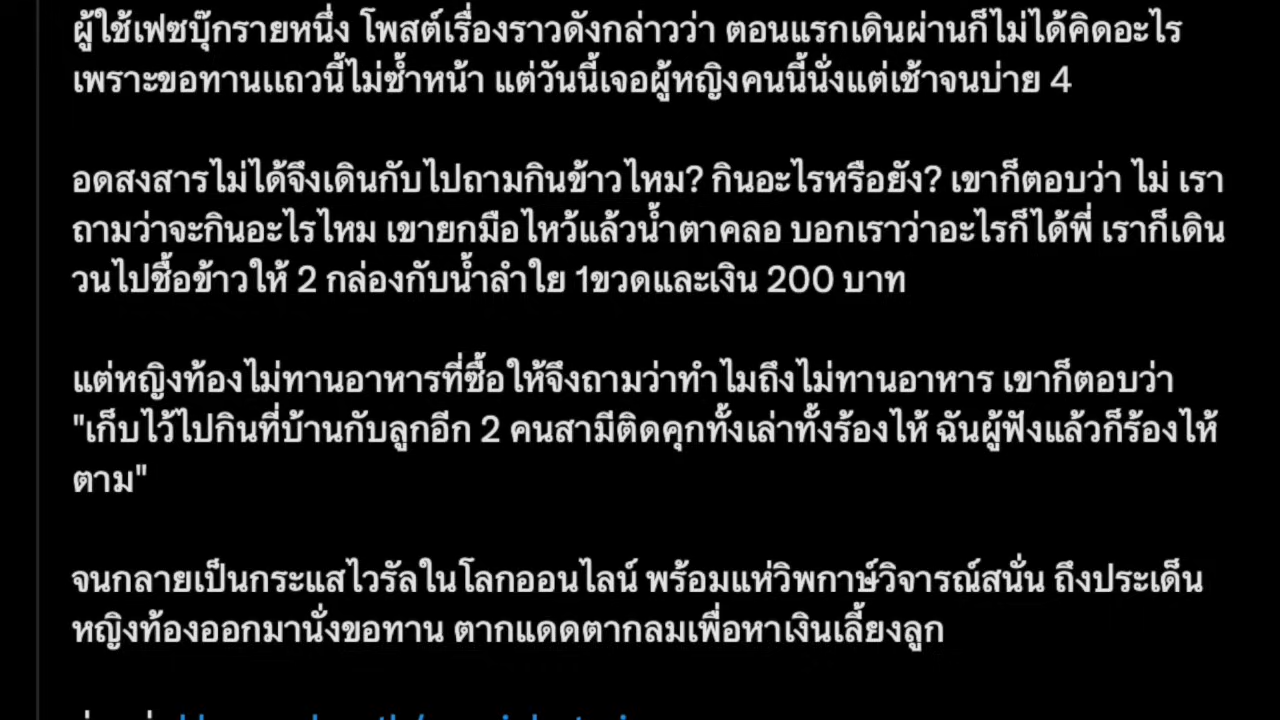 ผู้ใช้เฟซบุ๊กรายหนึ่ง โพสต์เรื่องราวดังกล่าวว่า ตอนแรกเดินผ่านก็ไม่ได้คิดอะไร
เพราะขอทานแถวนี้ไม่ซ้ำหน้า แต่วันนี้เจอผู้หญิงคนนี้นั่งแต่เช้าจนบ่าย 4
อดสงสารไม่ได้จึงเดินกับไปถามกินข้าวไหม? กินอะไรหรือยัง? เขาก็ตอบว่า ไม่ เรา
ถามว่าจะกินอะไรไหม เขายกมือไหว้แล้วน้ำตาคลอ บอกเราว่าอะไรก็ได้พี่ เราก็เดิน
วนไปซื้อข้าวให้ 2 กล่องกับน้ำลำใย 1ขวดและเงิน 200 บาท
แต่หญิงท้องไม่ทานอาหารที่ซื้อให้จึงถามว่าทำไมถึงไม่ทานอาหาร เขาก็ตอบว่า
"เก็บไว้ไปกินที่บ้านกับลูกอีก 2 คนสามีติดคุกทั้งเล่าทั้งร้องไห้ ฉันผู้ฟังแล้วก็ร้องไห้
ตาม"
จนกลายเป็นกระแสไวรัลในโลกออนไลน์ พร้อมแห่วิพกาษ์วิจารณ์สนั่น ถึงประเด็น
หญิงท้องออกมานั่งขอทาน ตากแดดตากลมเพื่อหาเงินเลี้ยงลูก